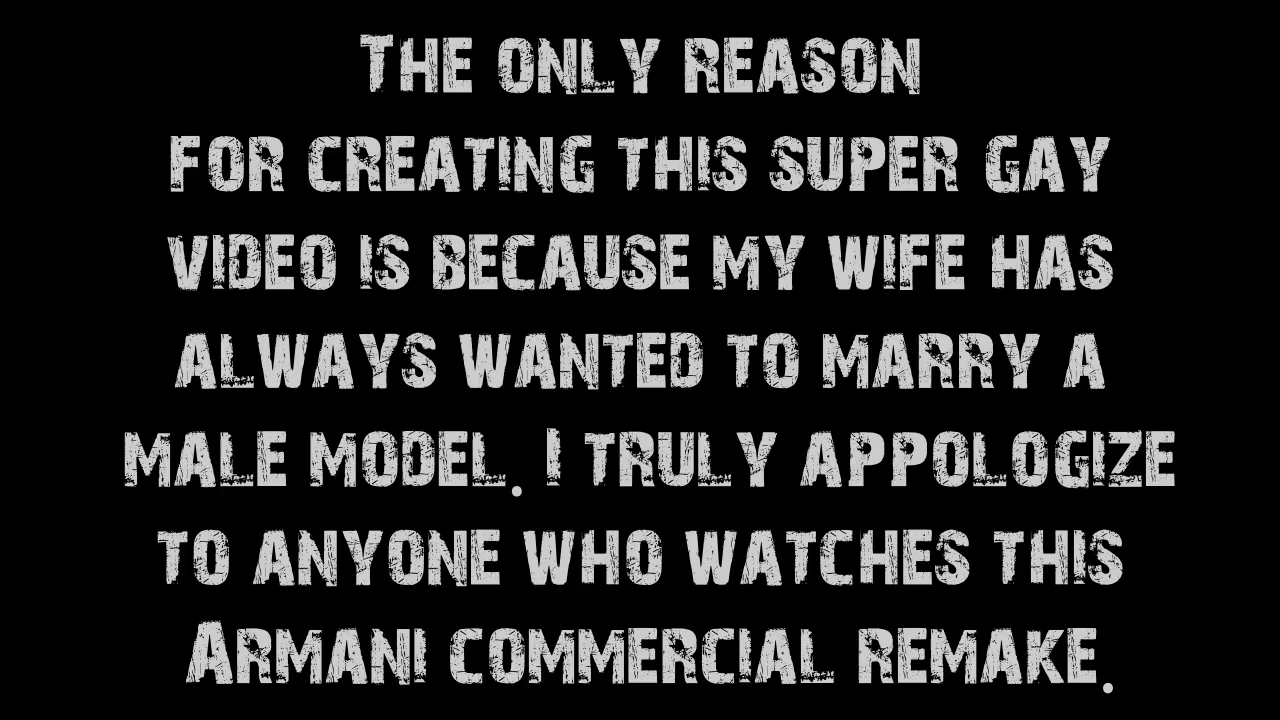 The only reason
for creating this super gay
video is because my wife has
always wanted to marry a
male model. I truly appologize
to anyone who watches this
Armani commercial remake.